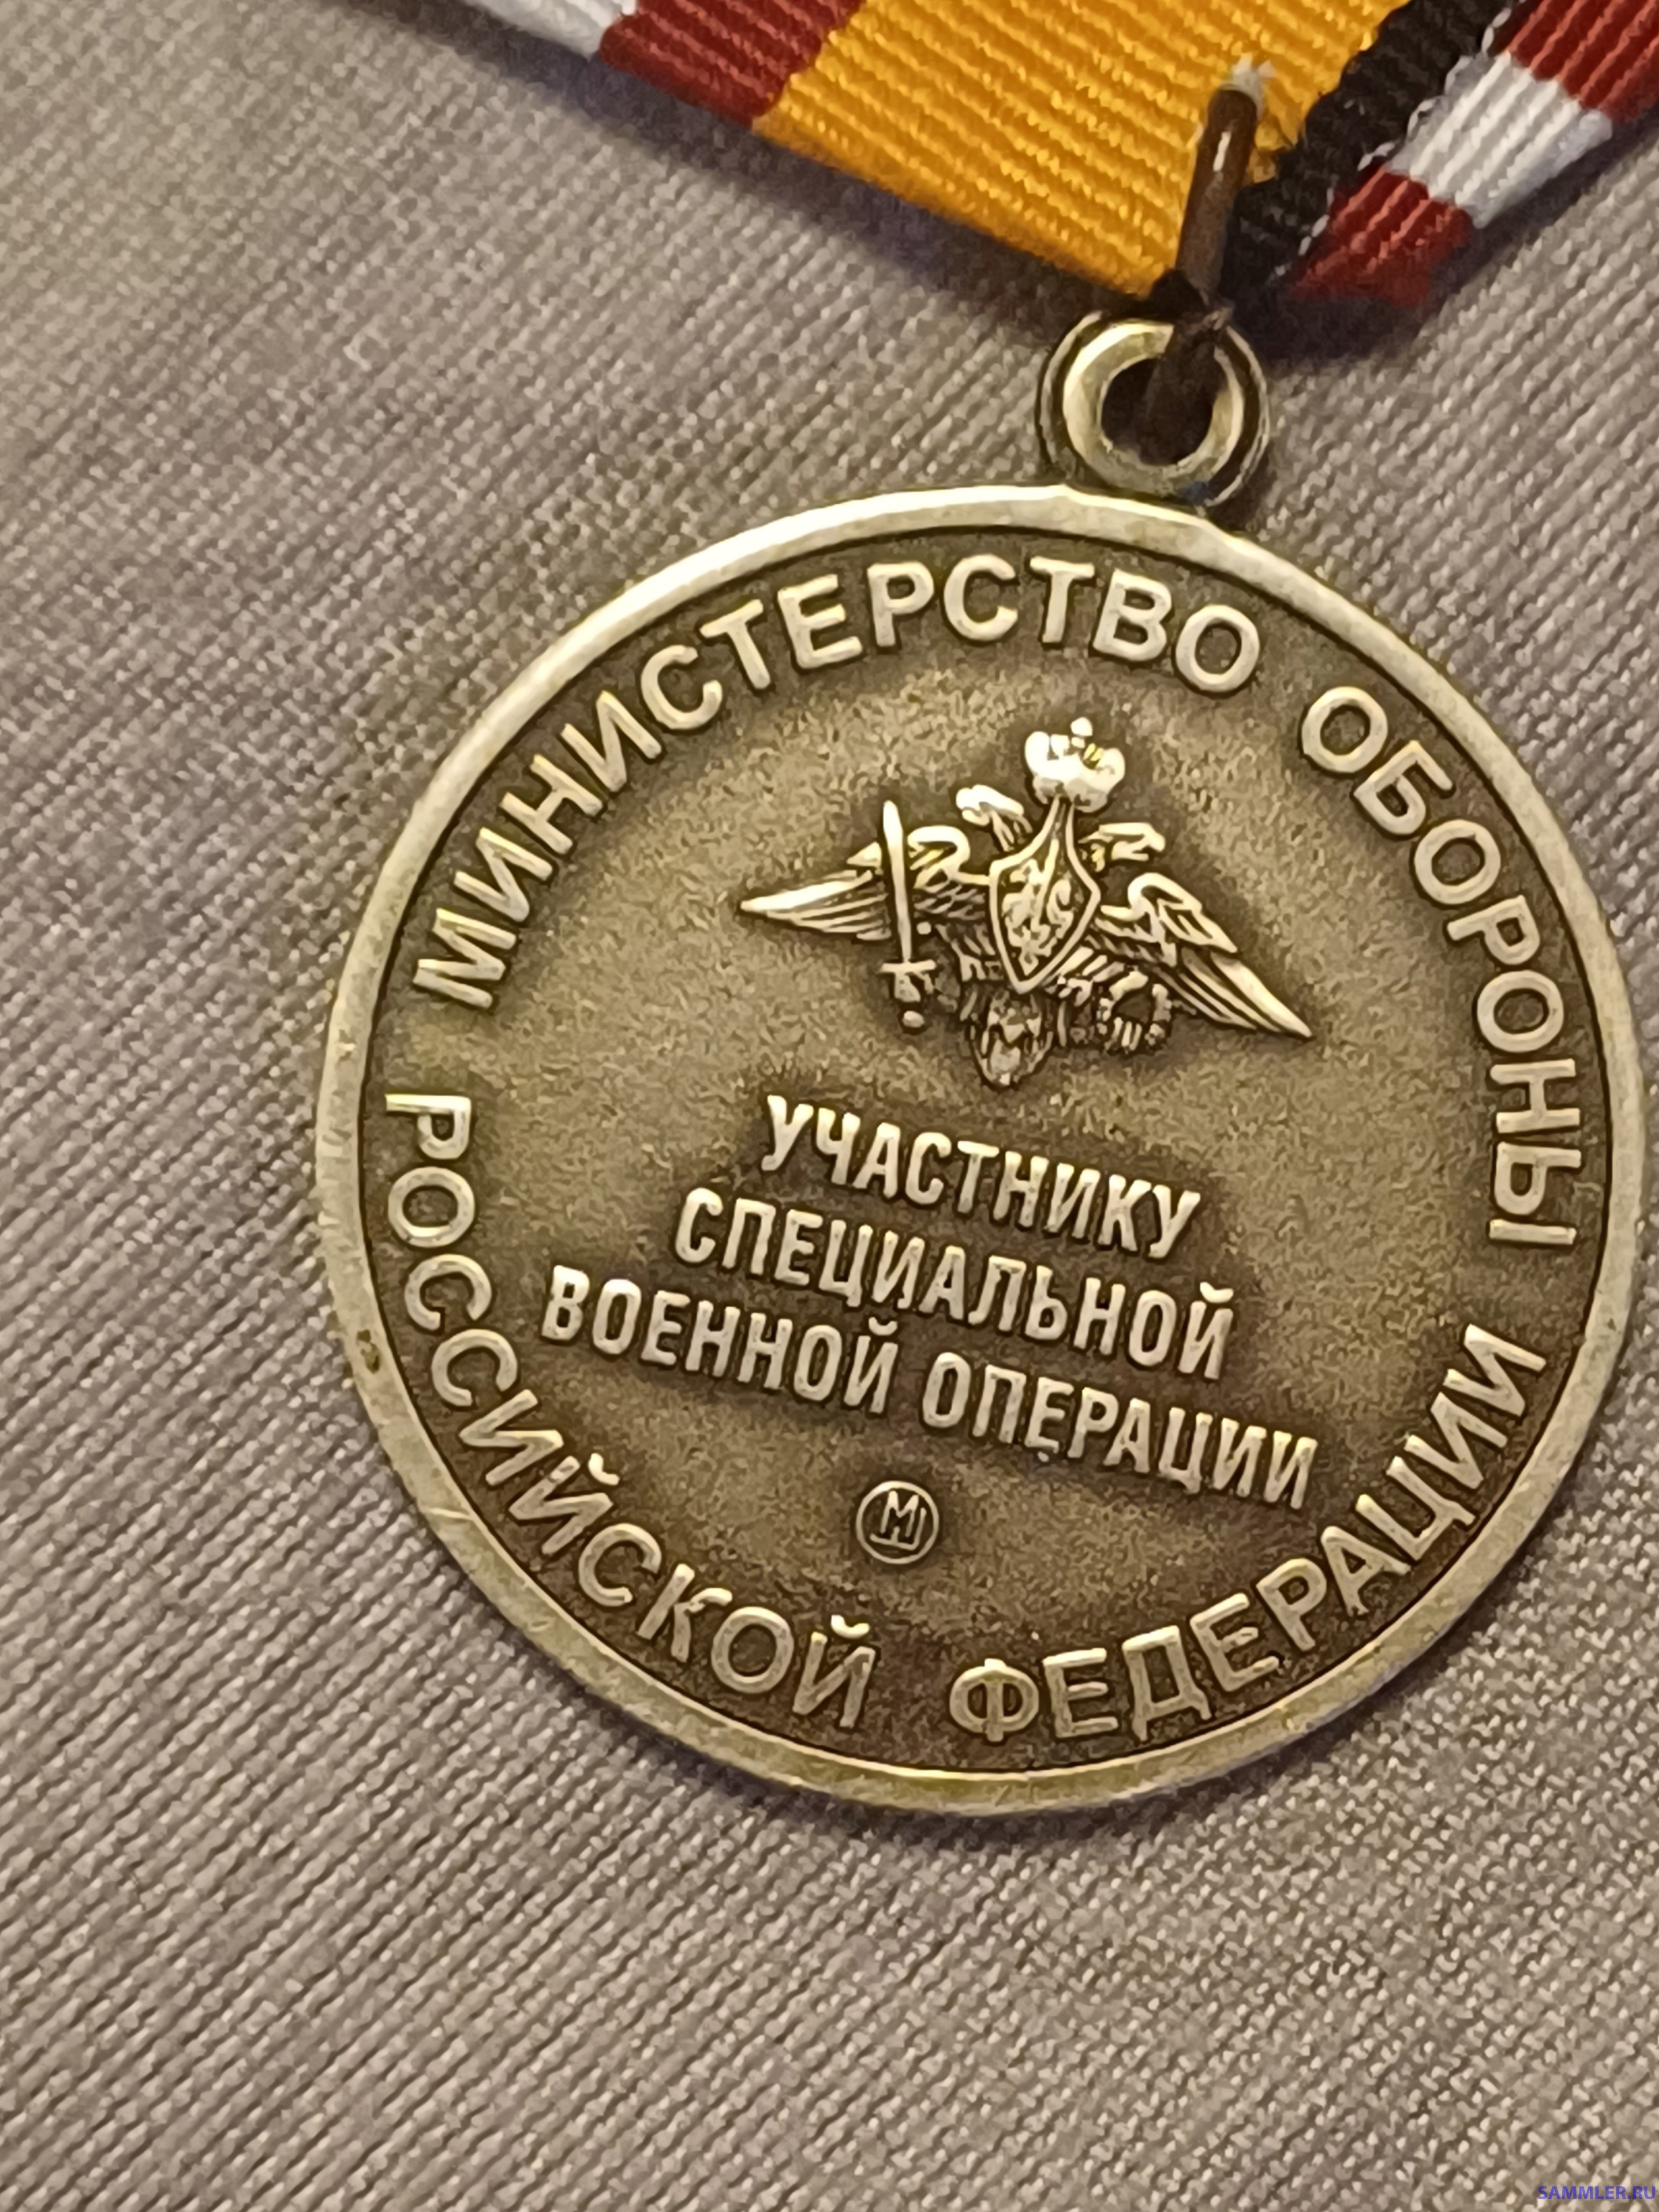 МИНИСТЕРСТВО ОБОРОНЫ
РОССИЙСКОЙ ФЕДЕРАЦИИ
УЧАСТНИКУ
СПЕЦИАЛЬНОЙ
ВОЕННОЙ ОПЕРАЦИИ
SAMMLER.RU